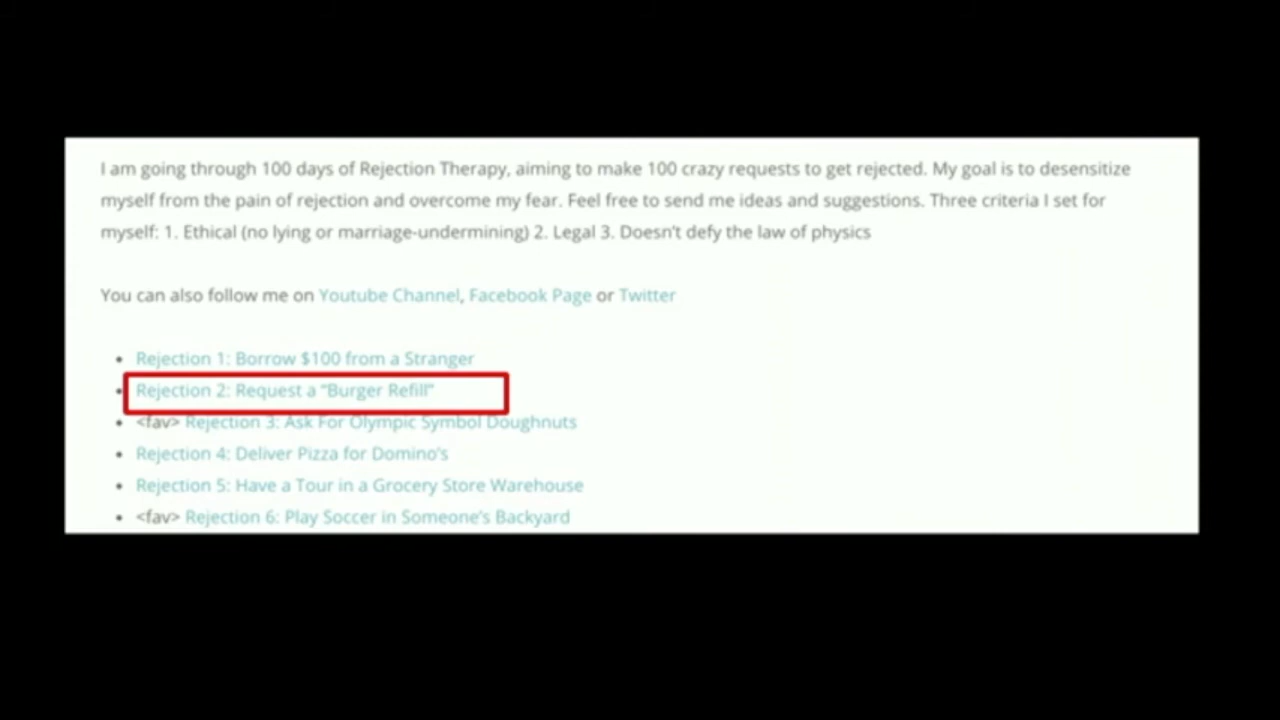 I am going through 100 days of Rejection Therapy, aiming to make 100 crazy requests to get rejected. My goal is to desensitize
myself from the pain of rejection and overcome my fear. Feel free to send me ideas and suggestions. Three criteria I set for
myself: 1. Ethical (no lying or marriage-undermining) 2. Legal 3. Doesn't defy the law of physics
You can also follow me on Youtube Channel, Facebook Page or Twitter
• Rejection 1: Borrow $100 from a Stranger
• Rejection 2: Request a "Burger Refill"
• <fav> Rejection 3: Ask For Olympic Symbol Doughnuts
• Rejection 4: Deliver Pizza for Domino's
• Rejection 5: Have a Tour in a Grocery Store Warehouse
• <fav> Rejection 6: Play Soccer in Someone's Backyard